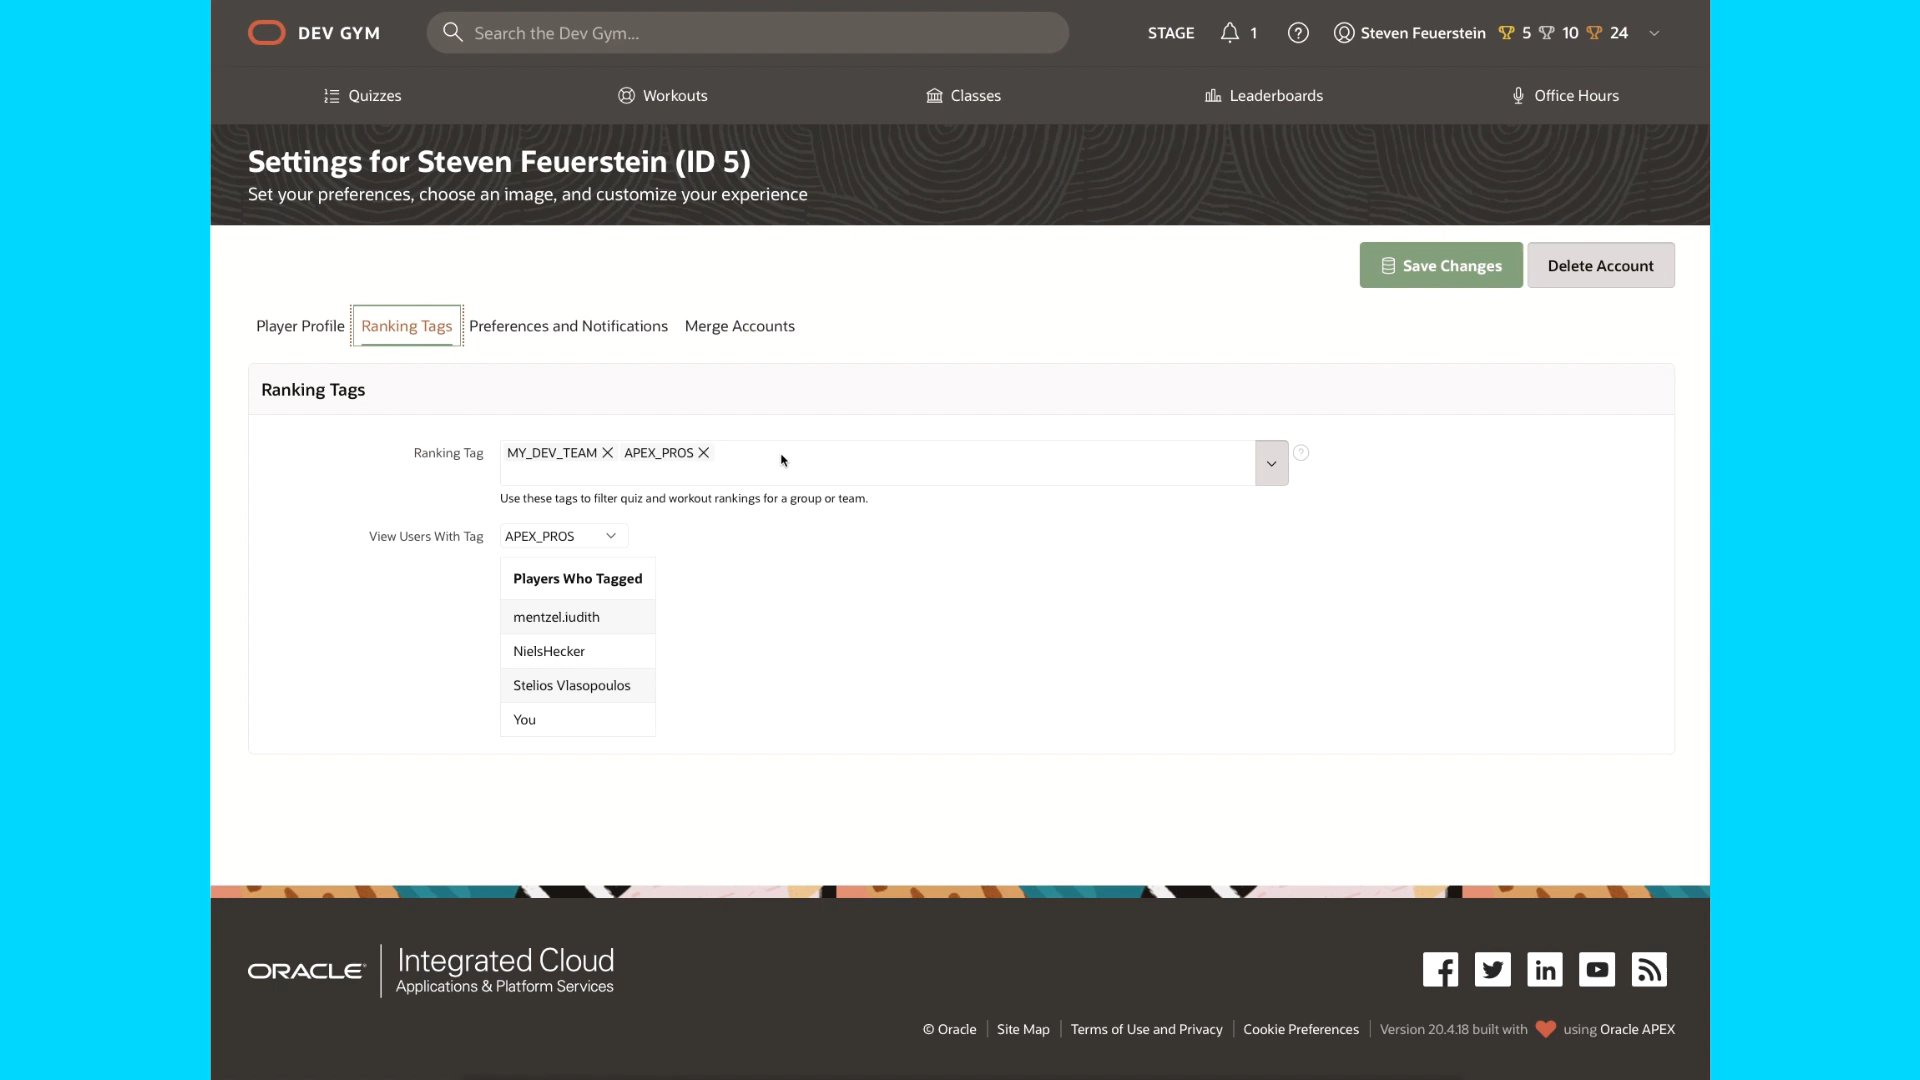 DEV GYM
Search the Dev Gym...
STAGE
1
Steven Feuerstein 5 10 24
Quizzes
Workouts
Classes
Leaderboards
Office Hours
Settings for Steven Feuerstein (ID 5)
Set your preferences, choose an image, and customize your experience
Save Changes
Delete Account
Player Profile
Ranking Tags
Preferences and Notifications
Merge Accounts
Ranking Tags
Ranking Tag
MY_DEV_TEAM
APEX_PROS
Use these tags to filter quiz and workout rankings for a group or team.
View Users With Tag
APEX_PROS
Players Who Tagged
mentzel.iudith
NielsHecker
Stelios Vlasopoulos
You
ORACLE
Integrated Cloud
Applications & Platform Services
© Oracle
Site Map
Terms of Use and Privacy
Cookie Preferences
Version 20.4.18 built with
using Oracle APEX